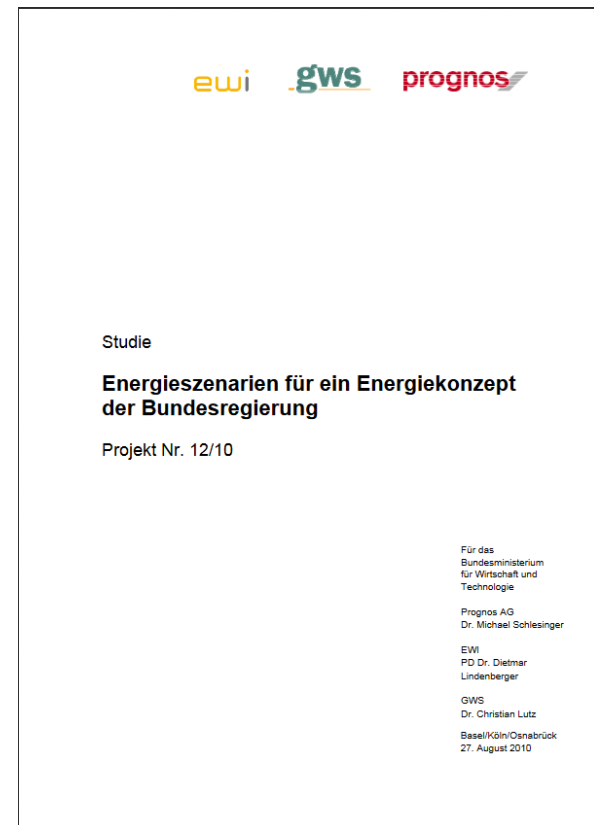 ewi gws prognos
Studie
Energieszenarien für ein Energiekonzept
der Bundesregierung
Projekt Nr. 12/10
Für das
Bundesministerium
für Wirtschaft und
Technologie
Prognos AG
Dr. Michael Schlesinger
EWI
PD Dr. Dietmar
Lindenberger
GWS
Dr. Christian Lutz
Basel/Köln/Osnabrück
27. August 2010